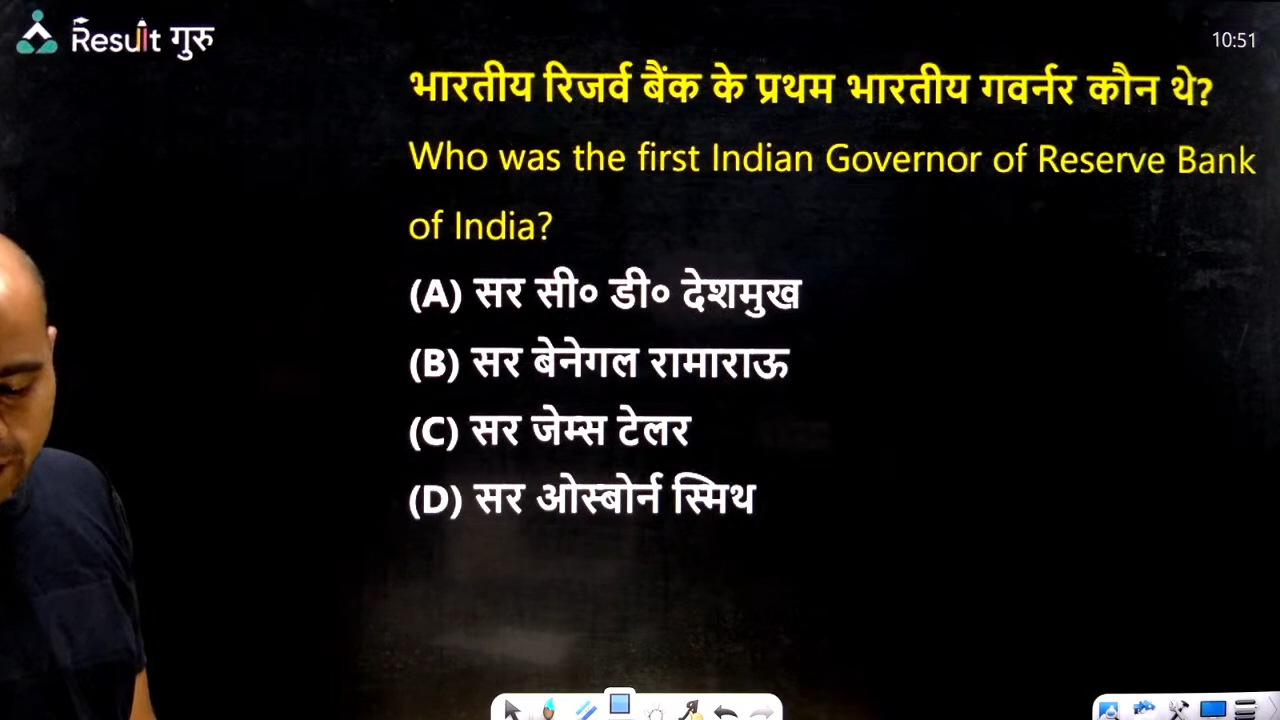 Result गुरु
10:51
भारतीय रिजर्व बैंक के प्रथम भारतीय गवर्नर कौन थे?
Who was the first Indian Governor of Reserve Bank
of India?
(A) सर सी० डी० देशमुख
(B) सर बेनेगल रामाराऊ
(C) सर जेम्स टेलर
(D) सर ओस्बोर्न स्मिथ